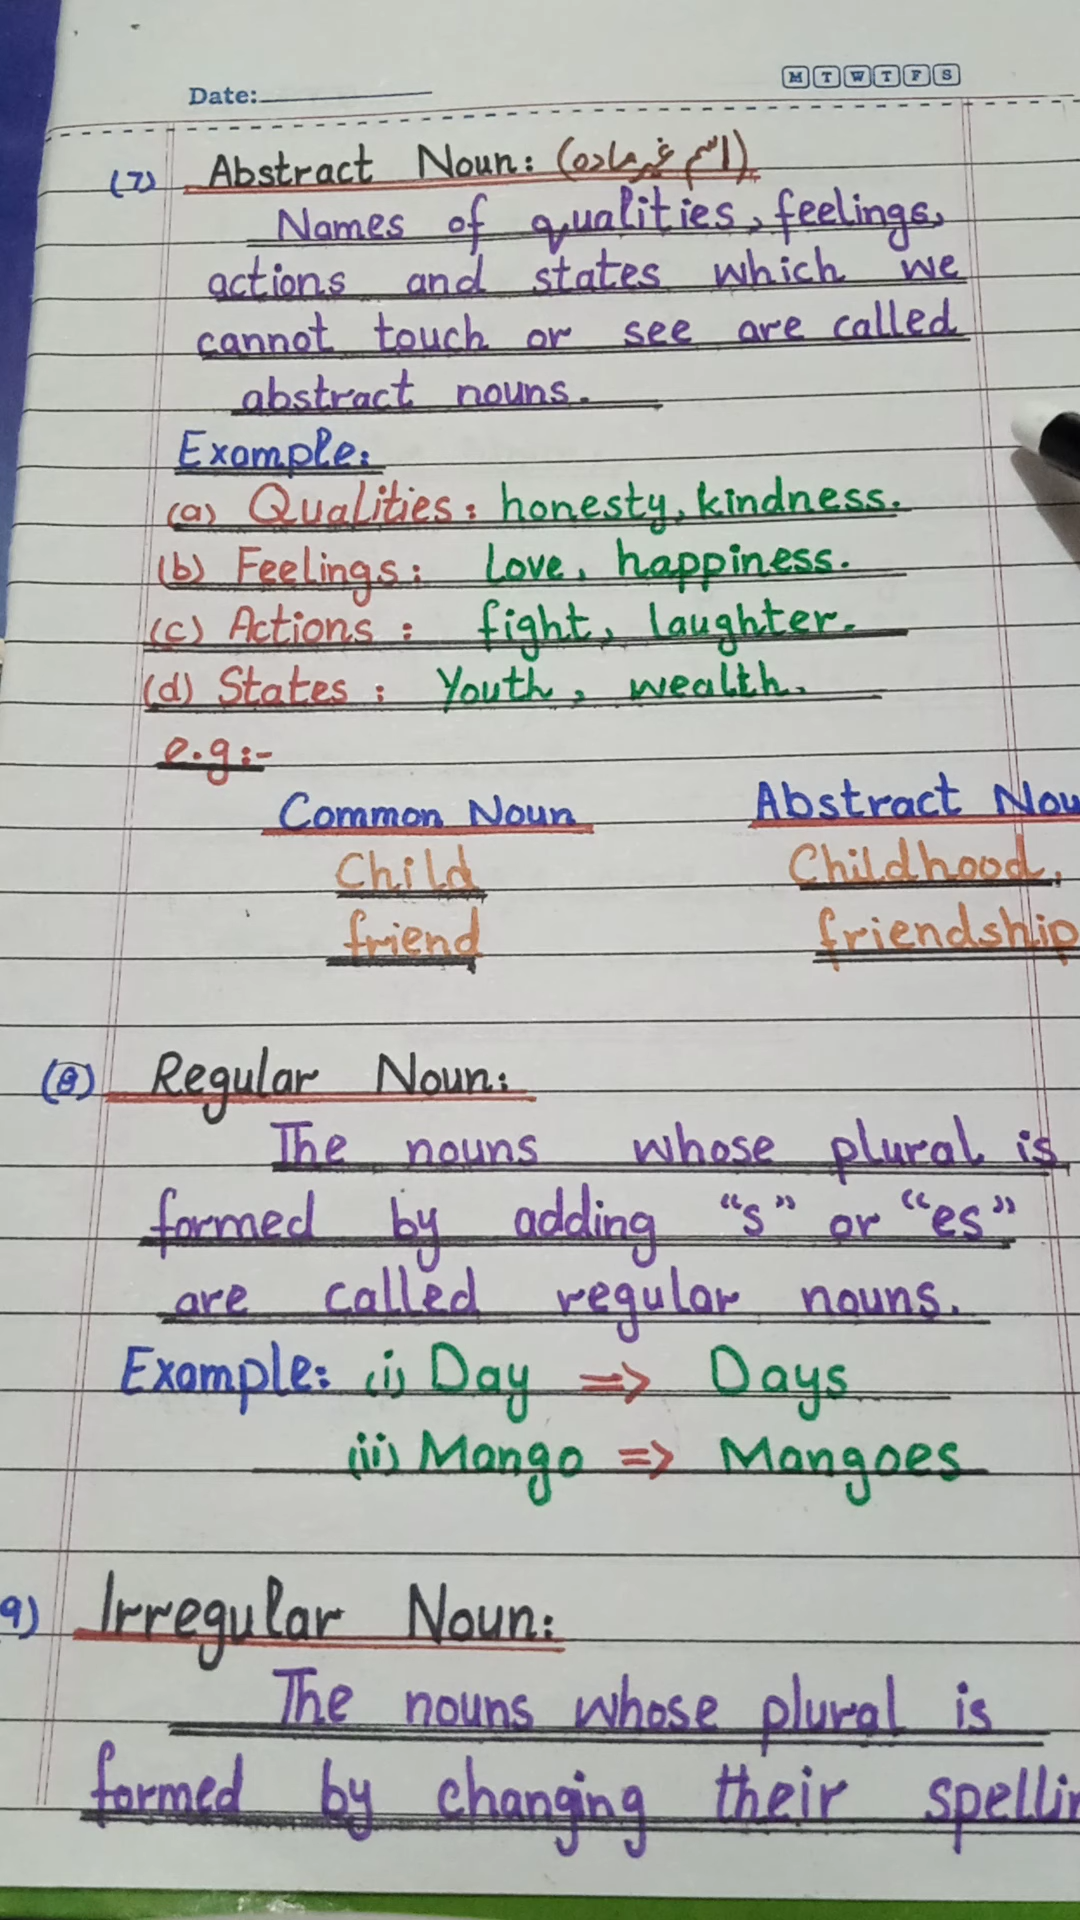 Date:
M T W T F S
(7) Abstract Noun: (اسم غیر مادہ)
Names of qualities, feelings,
actions and states which we
cannot touch or see are called
abstract nouns.
Example:
(a) Qualities: honesty, kindness.
(b) Feelings: Love, happiness.
(c) Actions: fight, laughter.
(d) States: Youth, wealth.
e.g:-
Common Noun Abstract Nou
Child Childhood,
friend friendship
(8) Regular Noun:
The nouns whose plural is
formed by adding "s" or "es"
are called regular nouns.
Example: (i) Day => Days
(ii) Mango => Mangoes
9) Irregular Noun:
The nouns whose plural is
formed by changing their spellin